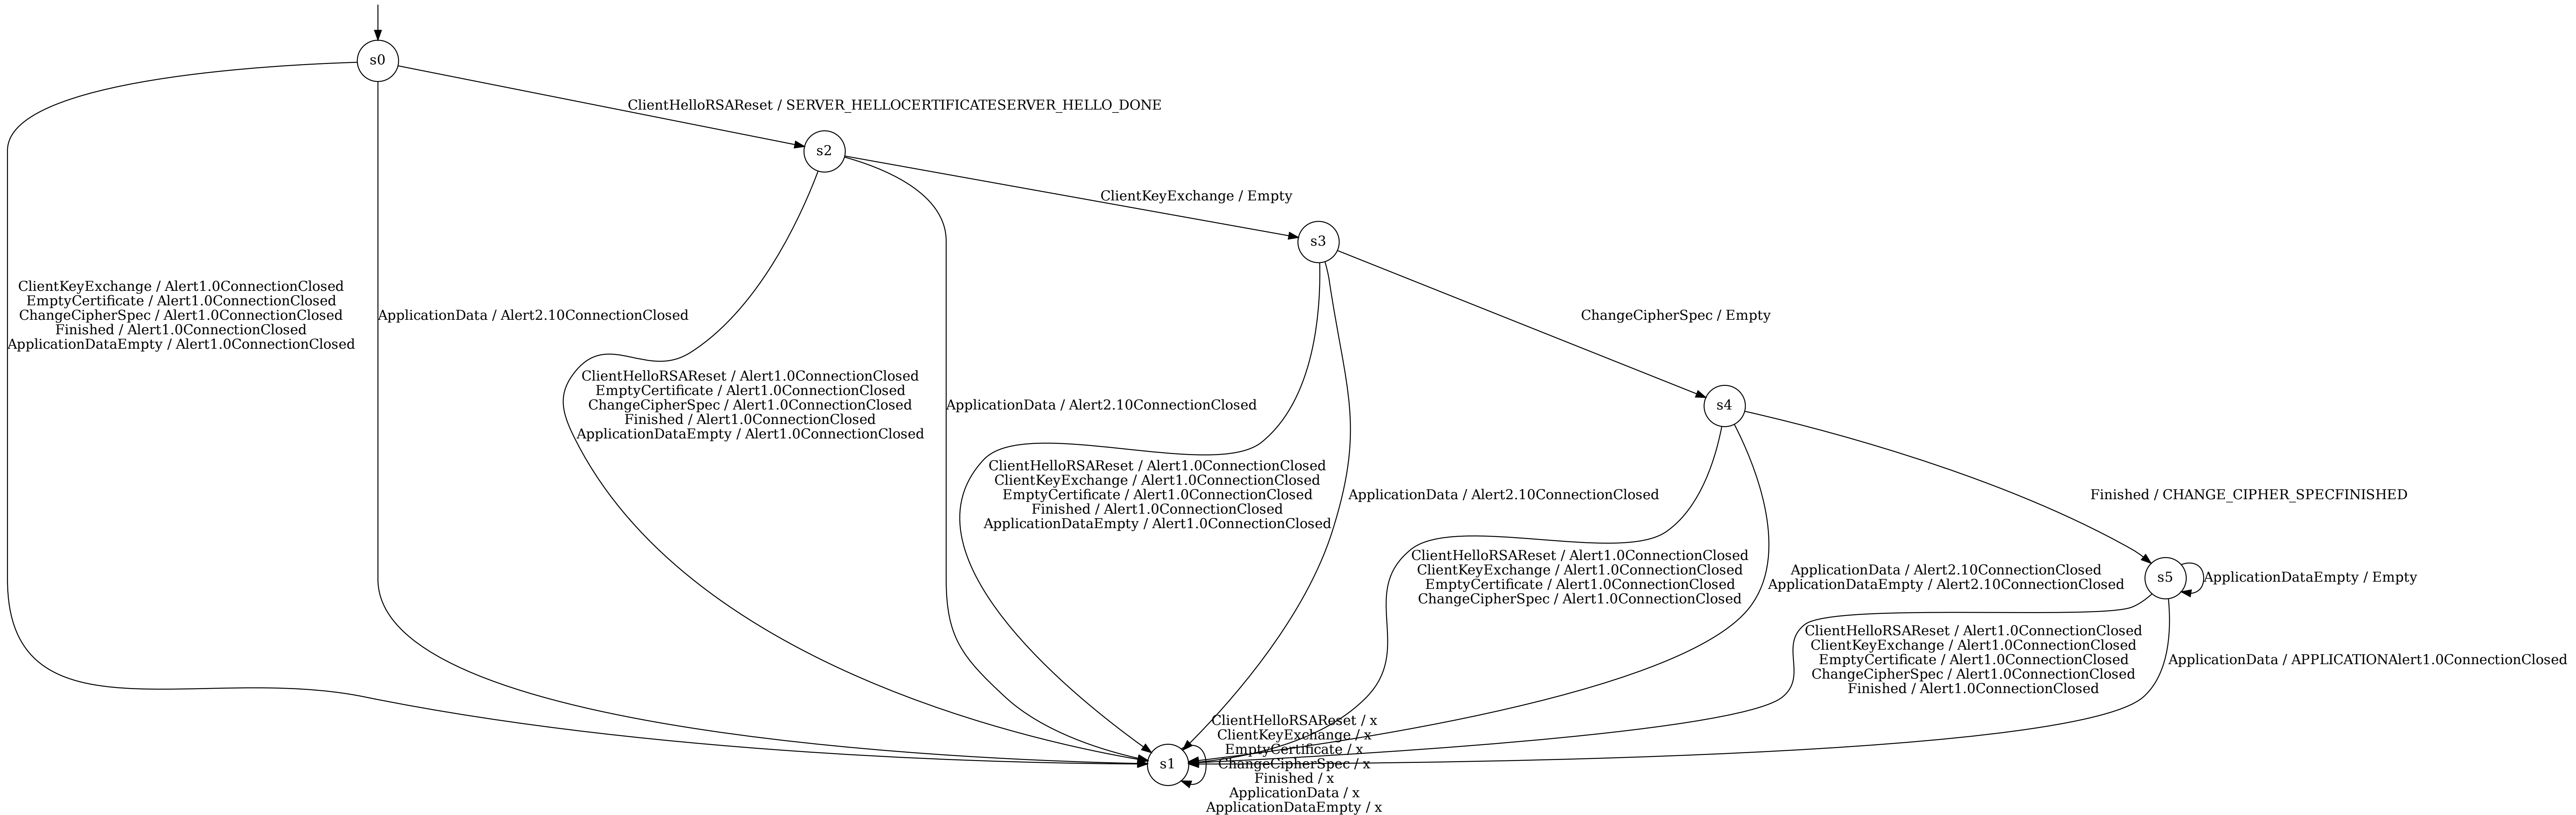 s0
ClientHelloRSAReset / SERVER_HELLOCERTIFICATESERVER_HELLO_DONE
s2
ClientKeyExchange / Empty
s3
ClientKeyExchange / Alert1.0ConnectionClosed
EmptyCertificate / Alert1.0ConnectionClosed
ChangeCipherSpec / Alert1.0ConnectionClosed
Finished / Alert1.0ConnectionClosed
ApplicationDataEmpty / Alert1.0ConnectionClosed
ApplicationData / Alert2.10ConnectionClosed
ChangeCipherSpec / Empty
ClientHelloRSAReset / Alert1.0ConnectionClosed
EmptyCertificate / Alert1.0ConnectionClosed
ChangeCipherSpec / Alert1.0ConnectionClosed
Finished / Alert1.0ConnectionClosed
ApplicationDataEmpty / Alert1.0ConnectionClosed
ApplicationData / Alert2.10ConnectionClosed
s4
ClientHelloRSAReset / Alert1.0ConnectionClosed
ClientKeyExchange / Alert1.0ConnectionClosed
EmptyCertificate / Alert1.0ConnectionClosed
Finished / Alert1.0ConnectionClosed
ApplicationDataEmpty / Alert1.0ConnectionClosed
ApplicationData / Alert2.10ConnectionClosed
Finished / CHANGE_CIPHER_SPECFINISHED
ClientHelloRSAReset / Alert1.0ConnectionClosed
ClientKeyExchange / Alert1.0ConnectionClosed
EmptyCertificate / Alert1.0ConnectionClosed
ChangeCipherSpec / Alert1.0ConnectionClosed
ApplicationData / Alert2.10ConnectionClosed
ApplicationDataEmpty / Alert2.10ConnectionClosed
s5
ApplicationDataEmpty / Empty
ClientHelloRSAReset / Alert1.0ConnectionClosed
ClientKeyExchange / Alert1.0ConnectionClosed
EmptyCertificate / Alert1.0ConnectionClosed
ChangeCipherSpec / Alert1.0ConnectionClosed
Finished / Alert1.0ConnectionClosed
ApplicationData / APPLICATIONAlert1.0ConnectionClosed
s1
ClientHelloRSAReset / x
ClientKeyExchange / x
EmptyCertificate / x
ChangeCipherSpec / x
Finished / x
ApplicationData / x
ApplicationDataEmpty / x